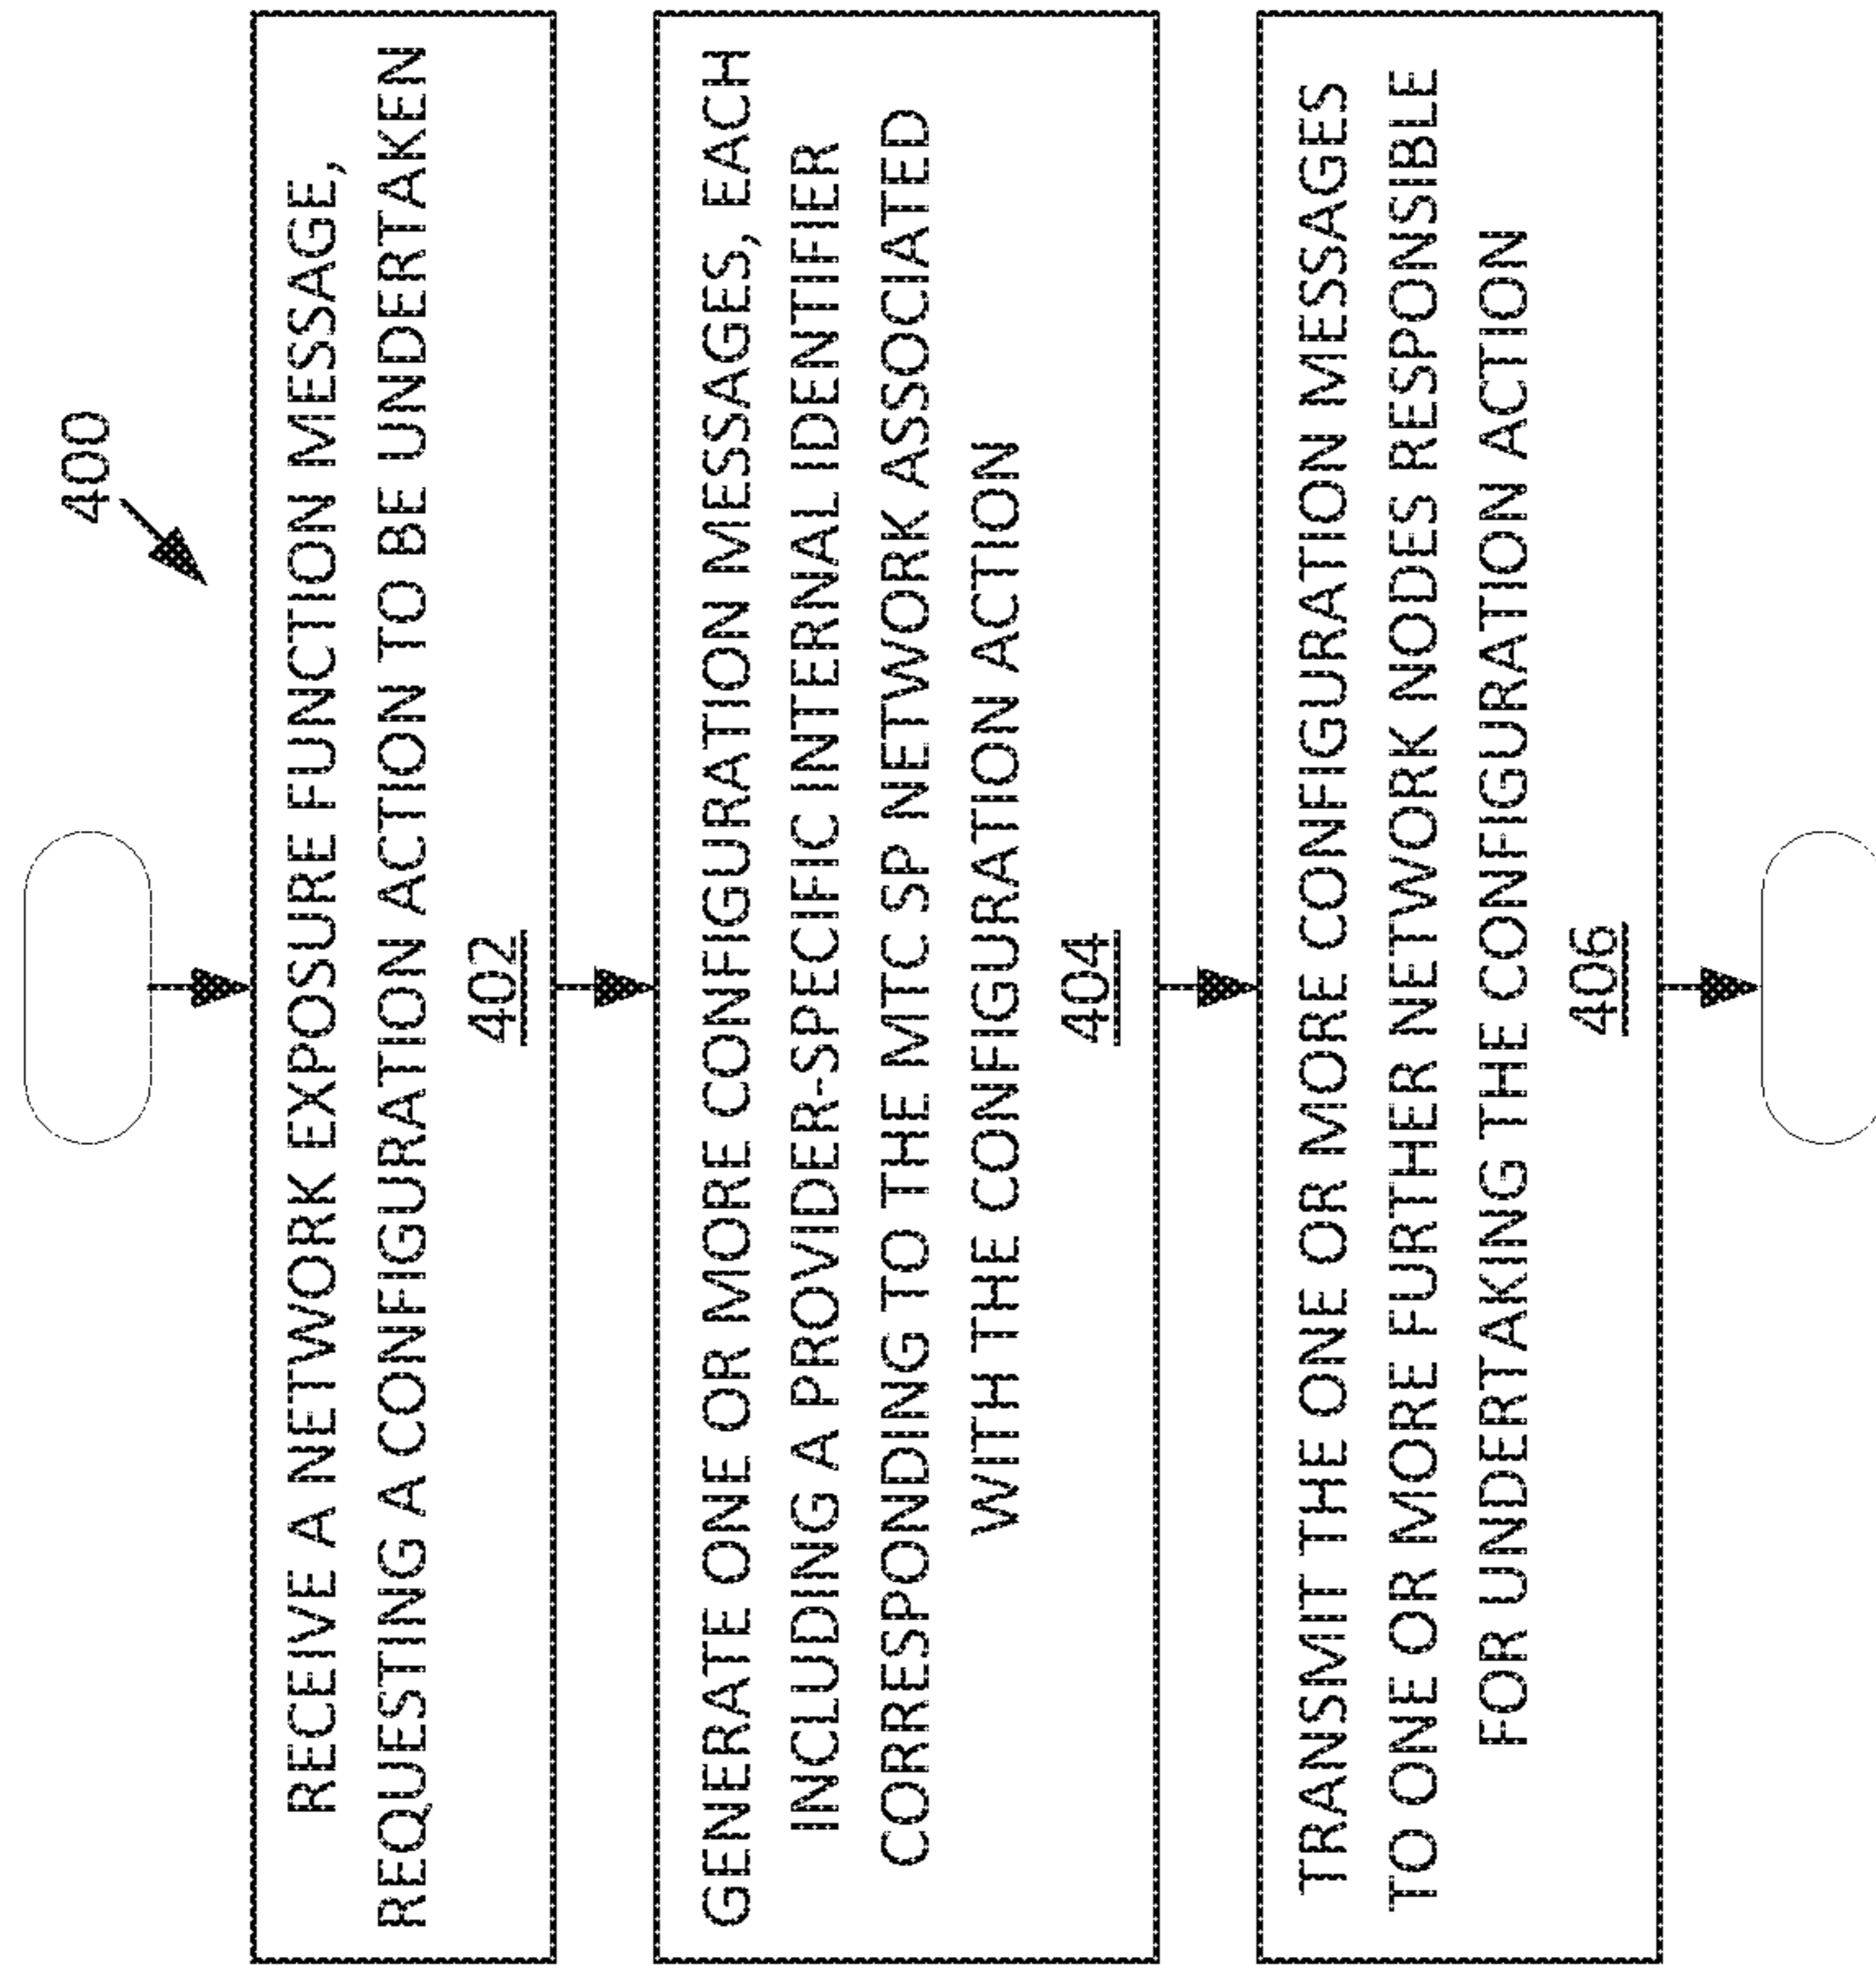 400
RECEIVE A NETWORK EXPOSURE FUNCTION MESSAGE,
REQUESTING A CONFIGURATION ACTION TO BE UNDERTAKEN
402
GENERATE ONE OR MORE CONFIGURATION MESSAGES, EACH
INCLUDING A PROVIDER-SPECIFIC INTERNAL IDENTIFIER
CORRESPONDING TO THE MTC SP NETWORK ASSOCIATED
WITH THE CONFIGURATION ACTION
404
TRANSMIT THE ONE OR MORE CONFIGURATION MESSAGES
TO ONE OR MORE FURTHER NETWORK NODES RESPONSIBLE
FOR UNDERTAKING THE CONFIGURATION ACTION
406